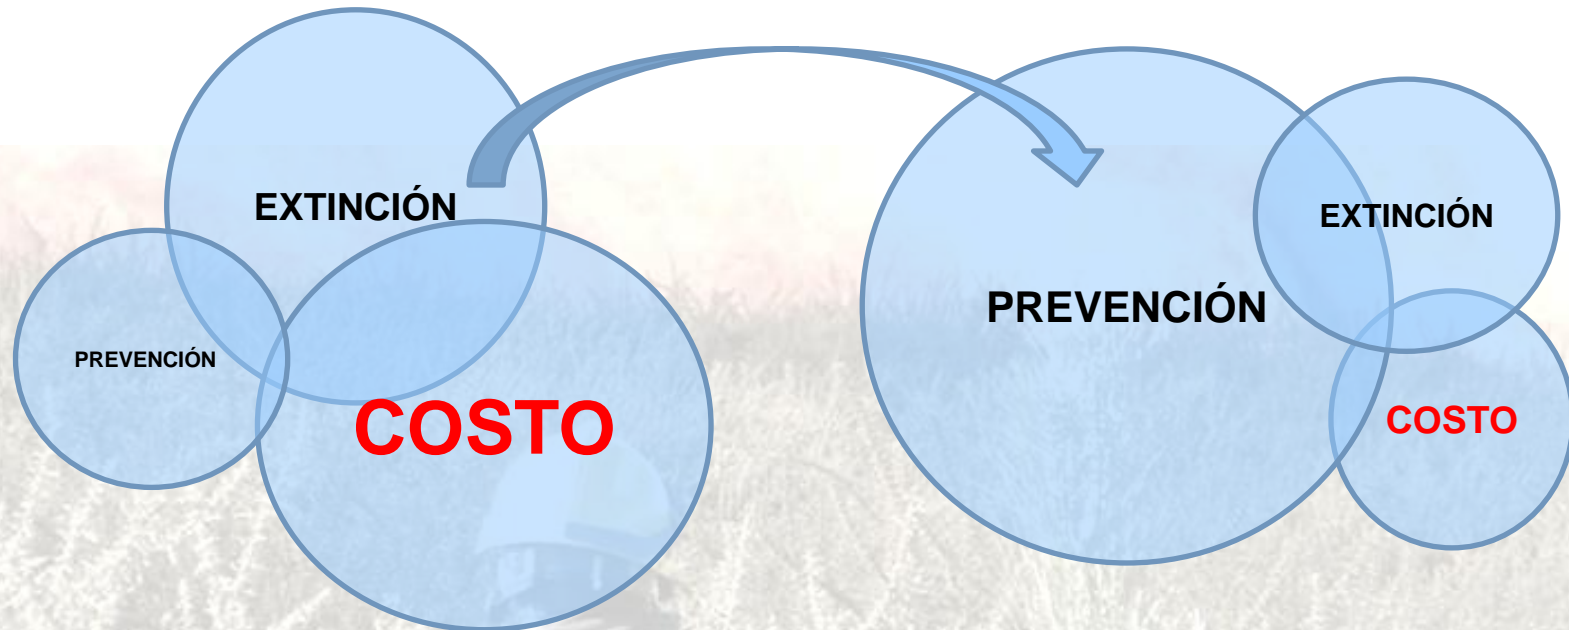 EXTINCIÓN
PREVENCIÓN
COSTO
EXTINCIÓN
PREVENCIÓN
COSTO